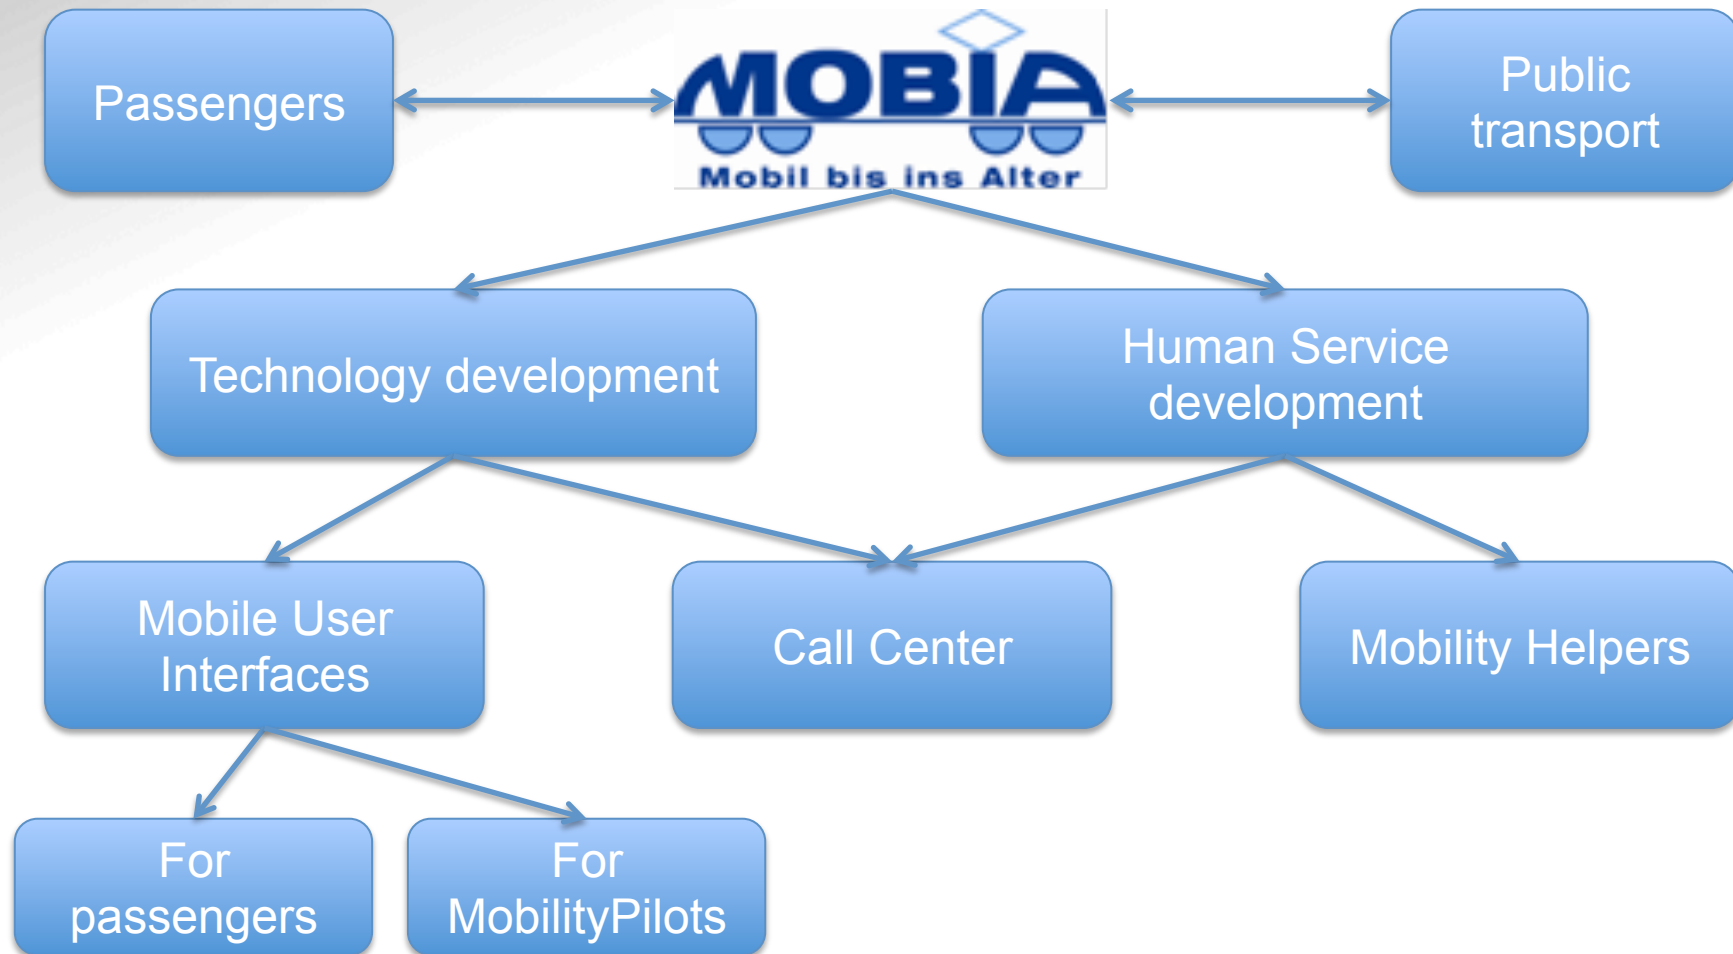 Passengers
MOBIA
Mobil bis ins Alter
Public
transport
Technology development
Human Service
development
Mobile User
Interfaces
Call Center
Mobility Helpers
For
passengers
For
MobilityPilots